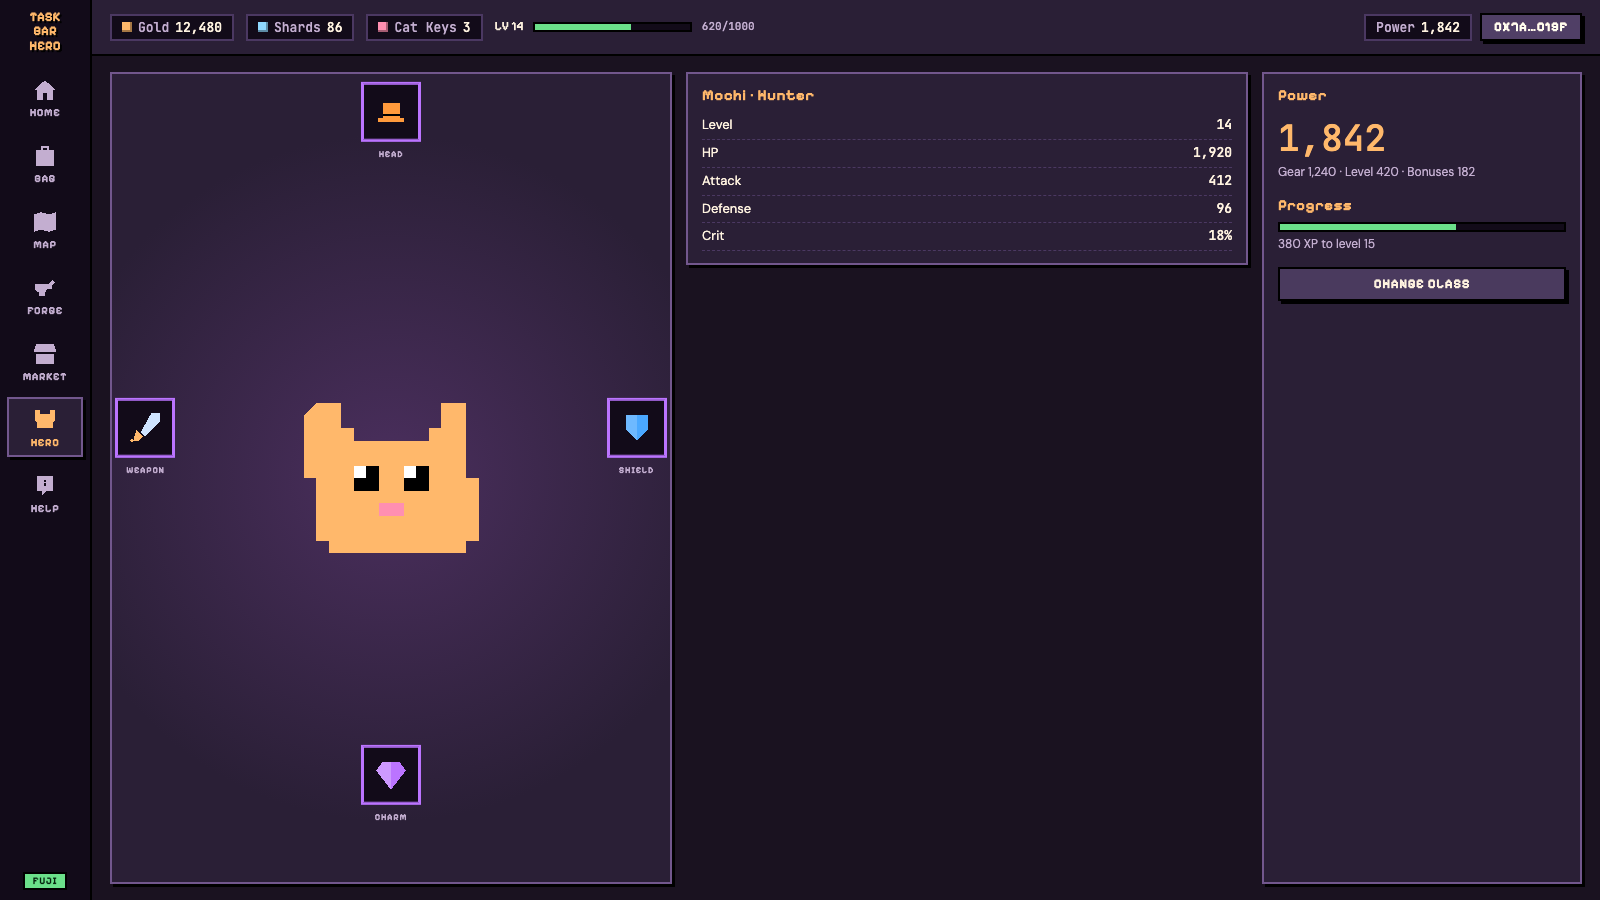 TASK
BAR
HERO
HOME
BAG
MAP
FORGE
MARKET
HERO
HELP
FUJI
Gold 12,480
Shards 86
Cat Keys 3
LV 14
620/1000
Power 1,842
0X7A…019F
HEAD
WEAPON
SHIELD
CHARM
Mochi · Hunter
Level 14
HP 1,920
Attack 412
Defense 96
Crit 18%
Power
1,842
Gear 1,240 · Level 420 · Bonuses 182
Progress
380 XP to level 15
CHANGE CLASS